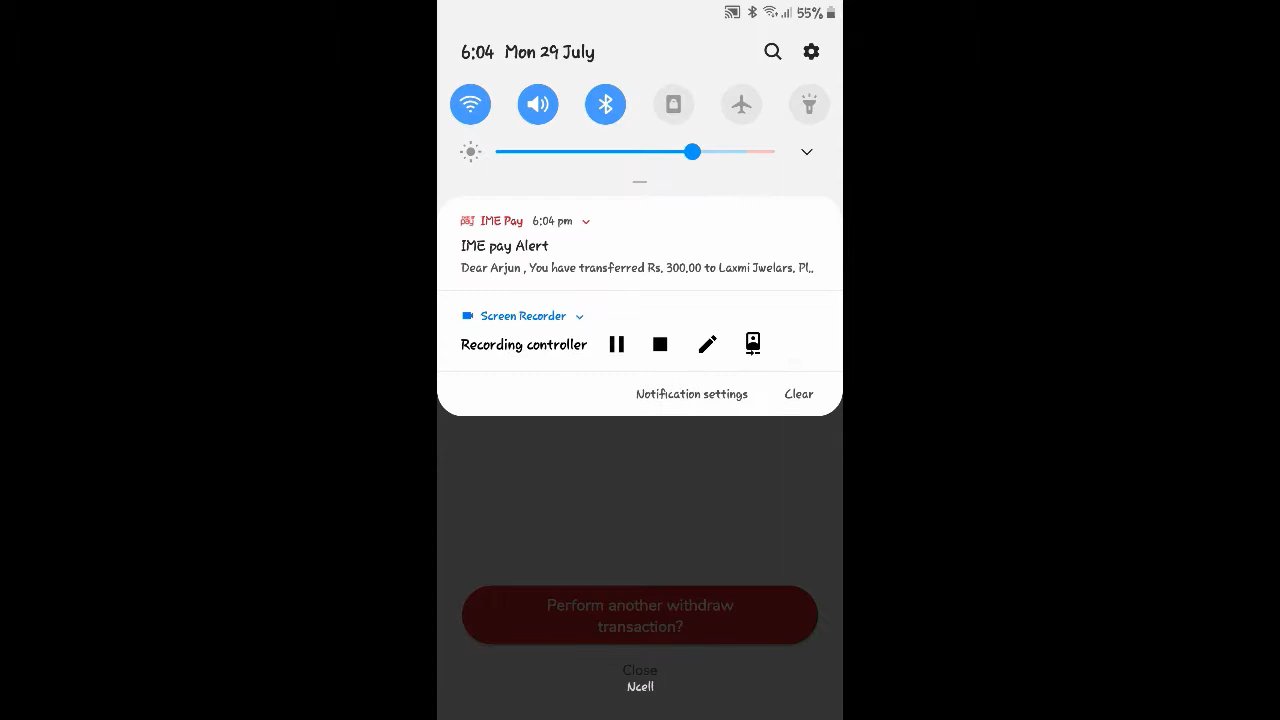 55%
6:04 Mon 29 July
IME Pay 6:04 pm
IME pay Alert
Dear Arjun , You have transferred Rs. 300.00 to Laxmi Jwelars. Pl..
Screen Recorder
Recording controller
Notification settings Clear
Perform another withdraw
transaction?
Close
Ncell